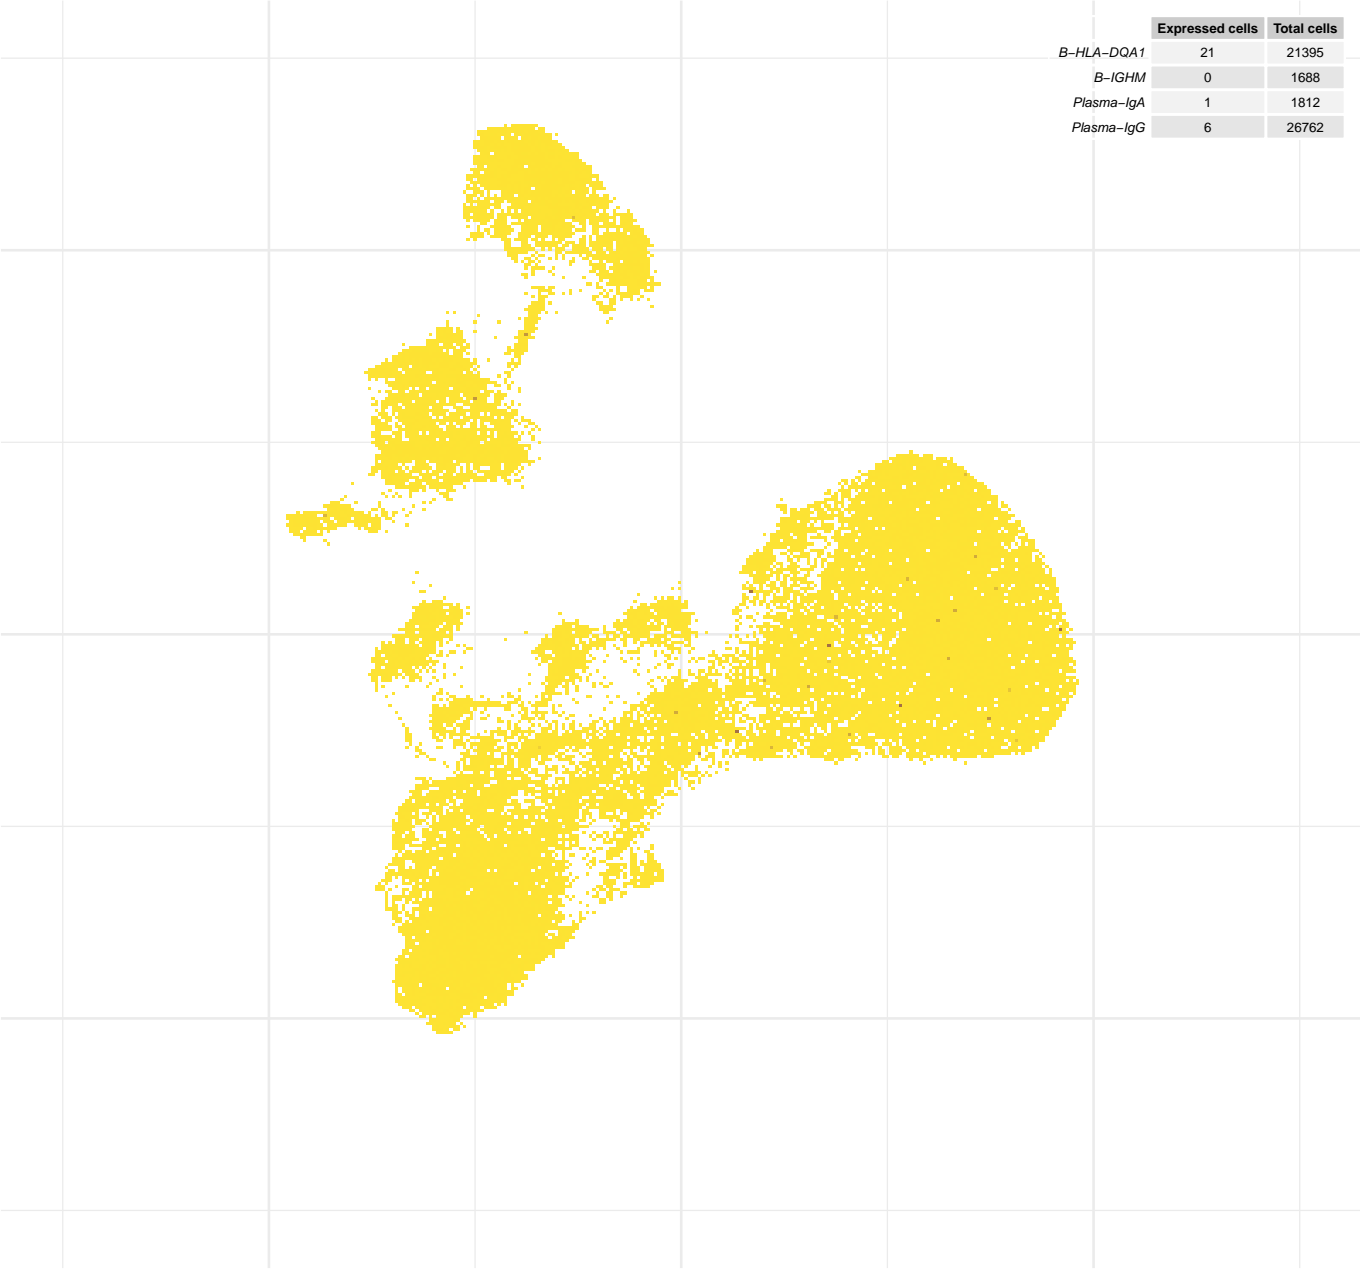 Expressed cells Total cells
B−HLA−DQA1 21 21395
B−IGHM 0 1688
Plasma−IgA 1 1812
Plasma−IgG 6 26762